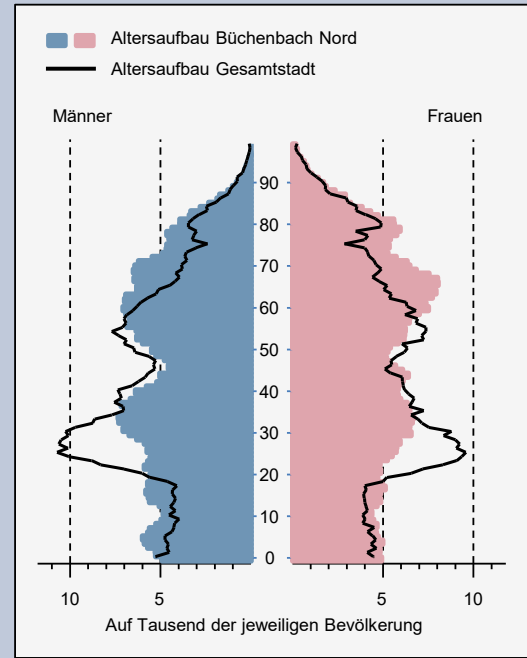 Altersaufbau Büchenbach Nord
Altersaufbau Gesamtstadt
Männer Frauen
90
80
70
60
50
40
30
20
10
0
10 5 5 10
Auf Tausend der jeweiligen Bevölkerung